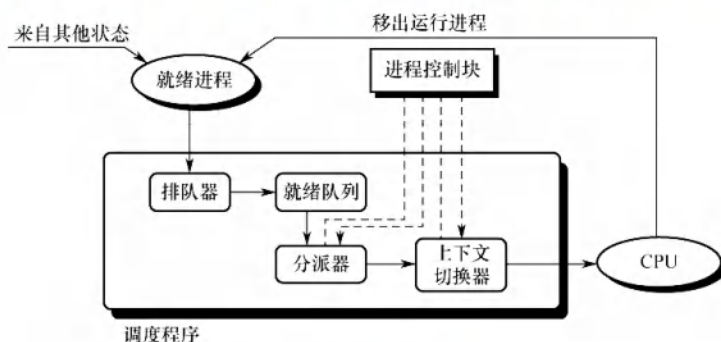 移出运行进程
来自其他状态
就绪进程
进程控制块
排队器
就绪队列
分派器
上下文
切换器
CPU
调度程序